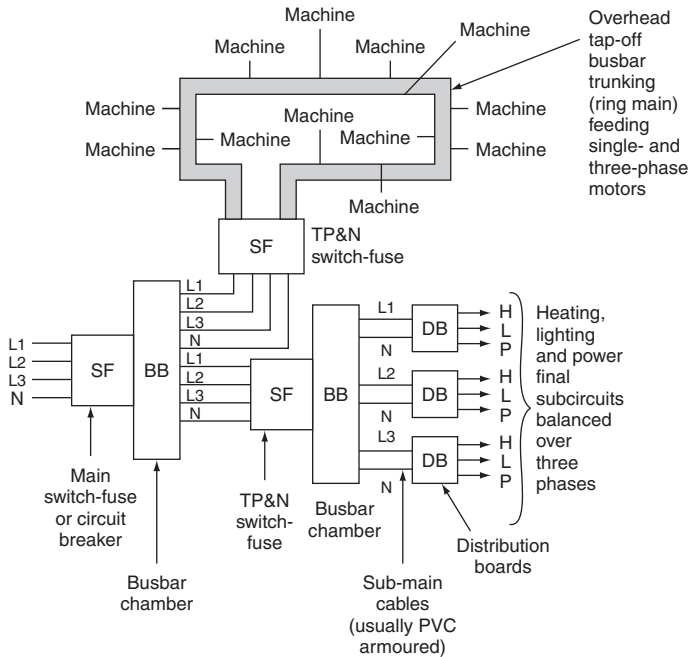 Machine
Machine
Machine
Machine
Overhead
tap-off
busbar
trunking
(ring main)
feeding
single- and
three-phase
motors
Machine
Machine
Machine
Machine
Machine
Machine
Machine
Machine
SF
TP&N
switch-fuse
L1
L2
L3
N
L1
L2
L3
N
L1
L2
L3
N
SF
BB
SF
BB
L1
N
L2
N
L3
N
DB
DB
DB
H
L
P
H
L
P
H
L
P
Heating,
lighting
and power
final
subcircuits
balanced
over
three
phases
Main
switch-fuse
or circuit
breaker
TP&N
switch-
fuse
Busbar
chamber
Busbar
chamber
Sub-main
cables
(usually PVC
armoured)
Distribution
boards